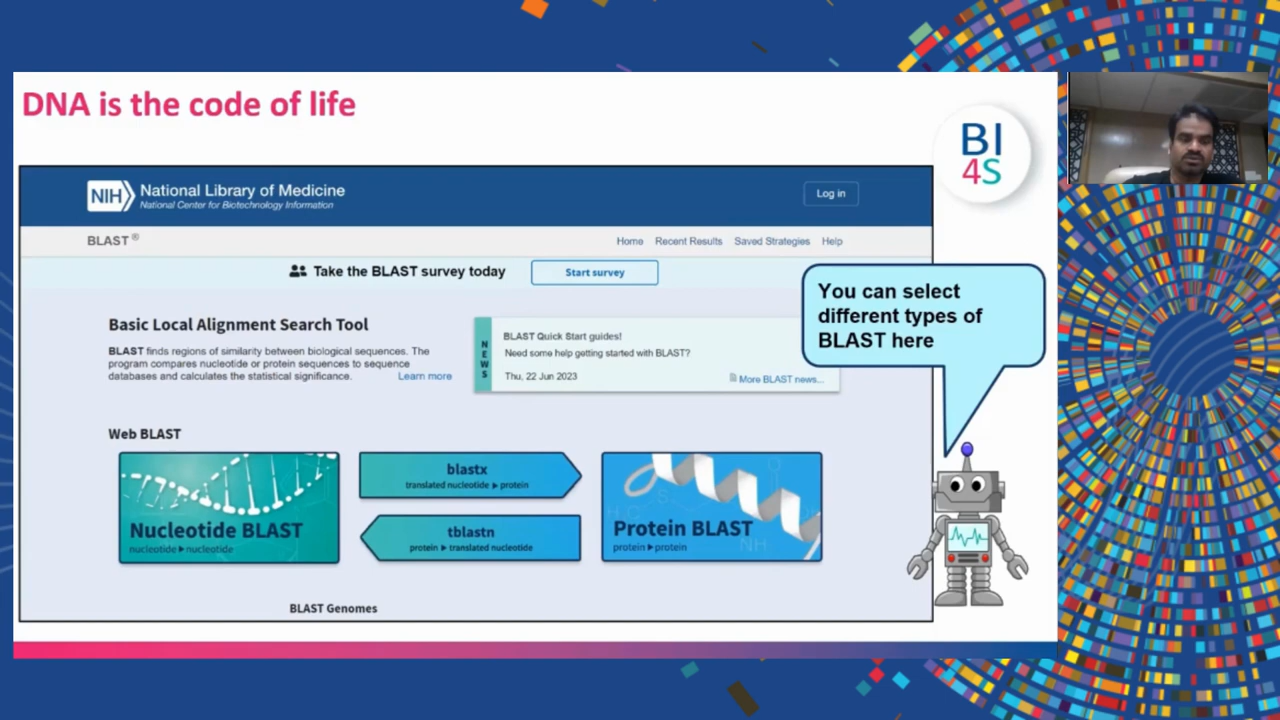 DNA is the code of life
BI
4S
NIH National Library of Medicine
National Center for Biotechnology Information
Log in
BLAST ®
Home Recent Results Saved Strategies Help
Take the BLAST survey today
Start survey
You can select
different types of
BLAST here
Basic Local Alignment Search Tool
BLAST finds regions of similarity between biological sequences. The
program compares nucleotide or protein sequences to sequence
databases and calculates the statistical significance. Learn more
NEWS
BLAST Quick Start guides!
Need some help getting started with BLAST?
Thu, 22 Jun 2023
More BLAST news...
Web BLAST
Nucleotide BLAST
nucleotide ▶ nucleotide
blastx
translated nucleotide ▶ protein
tblastn
protein ▶ translated nucleotide
Protein BLAST
protein ▶ protein
BLAST Genomes